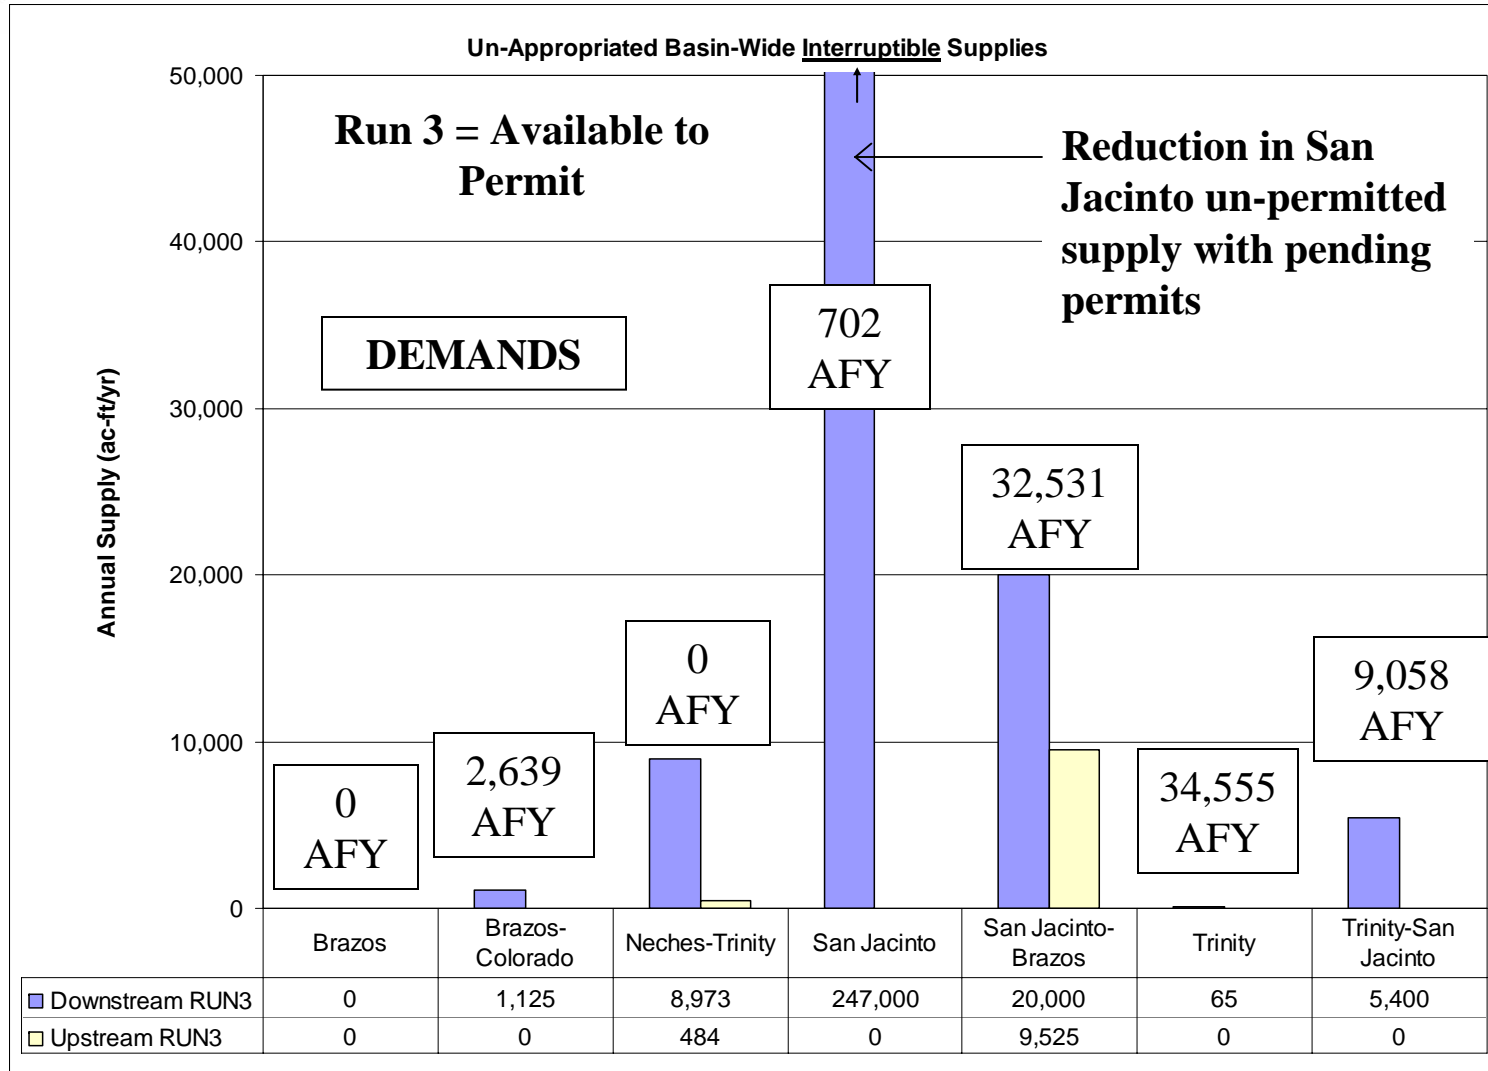 Un-Appropriated Basin-Wide Interruptible Supplies
50,000
40,000
30,000
20,000
10,000
0
Annual Supply (ac-ft/yr)
Run 3 = Available to
Permit
Reduction in San
Jacinto un-permitted
supply with pending
permits
DEMANDS
0
AFY
2,639
AFY
0
AFY
702
AFY
32,531
AFY
34,555
AFY
9,058
AFY
Brazos
Brazos-
Colorado
Neches-Trinity
San Jacinto
San Jacinto-
Brazos
Trinity
Trinity-San
Jacinto
Downstream RUN3 0 1,125 8,973 247,000 20,000 65 5,400
Upstream RUN3 0 0 484 0 9,525 0 0